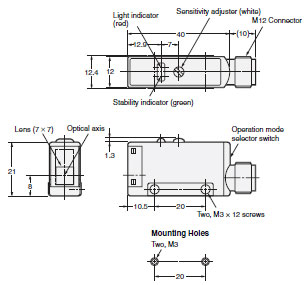 Light indicator
(red)
Sensitivity adjuster (white)
M12 Connector
40
(10)
12.9
7
12.4
12
Stability indicator (green)
Lens (7 × 7)
Optical axis
1.3
Operation mode
selector switch
21
8
10.5
20
Two, M3 × 12 screws
Mounting Holes
Two, M3
20